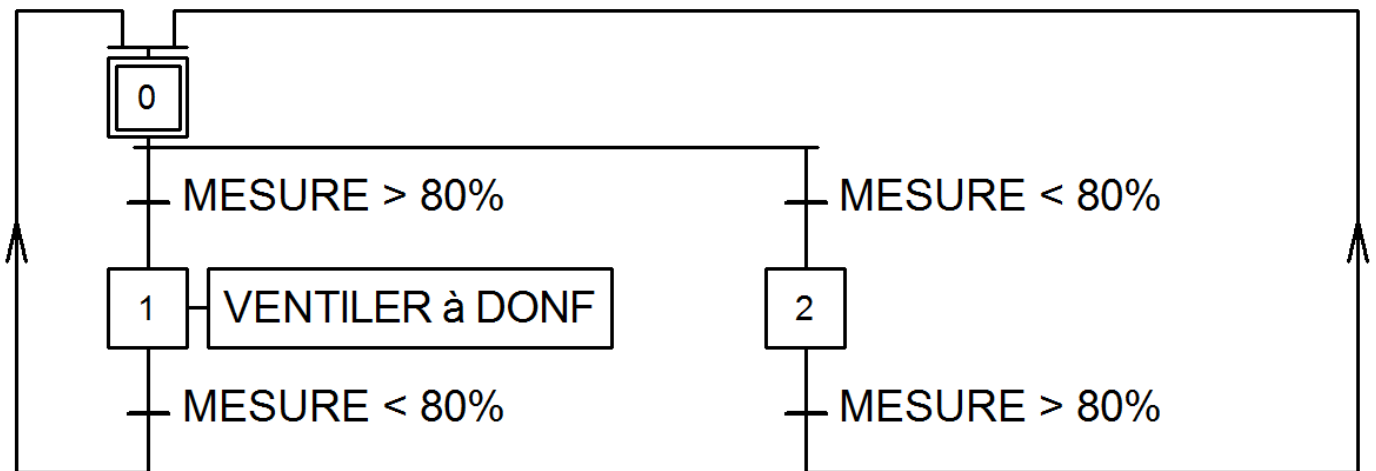 0
MESURE > 80%
MESURE < 80%
1
VENTILER à DONF
2
MESURE < 80%
MESURE > 80%